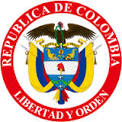 REPUBLICA DE COLOMBIA
LIBERTAD Y ORDEN